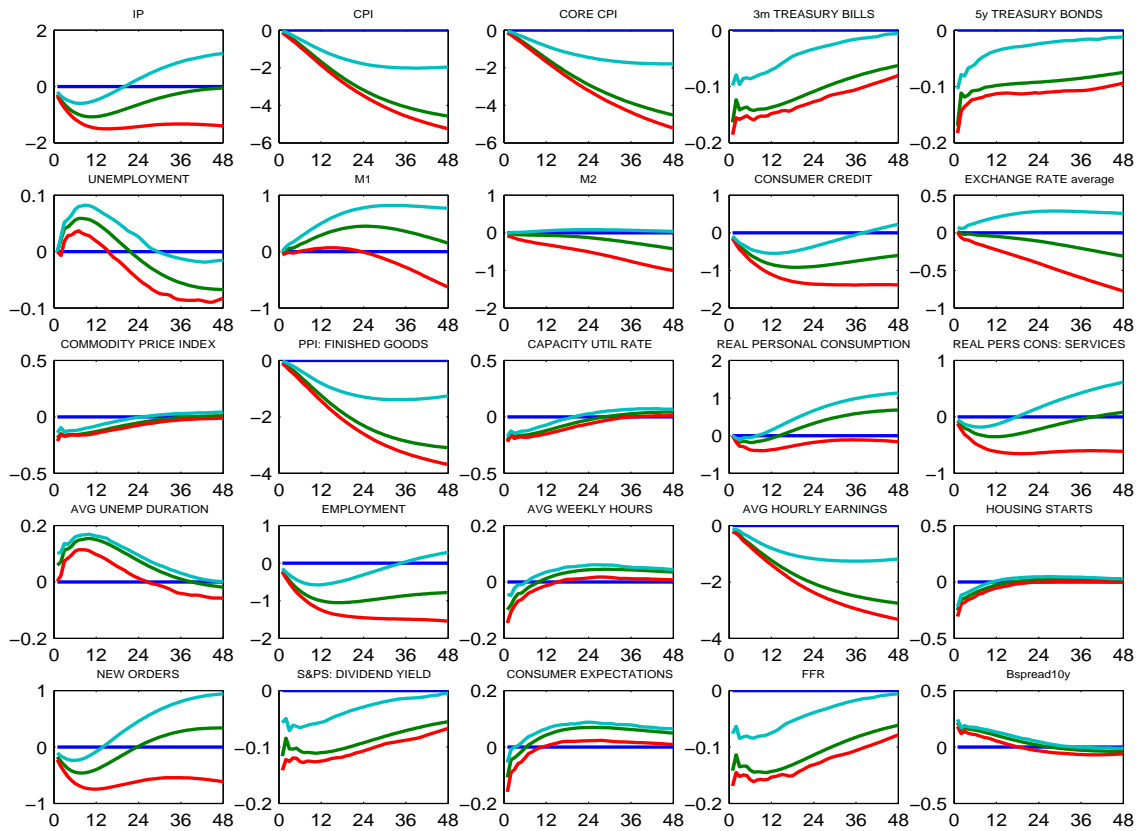 IP
2
0
−2
0 12 24 36 48
CPI
0
−2
−4
−6
0 12 24 36 48
CORE CPI
0
−2
−4
−6
0 12 24 36 48
3m TREASURY BILLS
0
−0.1
−0.2
0 12 24 36 48
5y TREASURY BONDS
0
−0.1
−0.2
0 12 24 36 48
UNEMPLOYMENT
0.1
0
−0.1
0 12 24 36 48
M1
1
0
−1
0 12 24 36 48
M2
1
0
−1
−2
0 12 24 36 48
CONSUMER CREDIT
1
0
−1
−2
0 12 24 36 48
EXCHANGE RATE average
0.5
0
−0.5
−1
0 12 24 36 48
COMMODITY PRICE INDEX
0.5
0
−0.5
0 12 24 36 48
PPI: FINISHED GOODS
0
−2
−4
0 12 24 36 48
CAPACITY UTIL RATE
0.5
0
−0.5
0 12 24 36 48
REAL PERSONAL CONSUMPTION
2
1
0
−1
0 12 24 36 48
REAL PERS CONS: SERVICES
1
0
−1
0 12 24 36 48
AVG UNEMP DURATION
0.2
0
−0.2
0 12 24 36 48
EMPLOYMENT
1
0
−1
−2
0 12 24 36 48
AVG WEEKLY HOURS
0.2
0
−0.2
0 12 24 36 48
AVG HOURLY EARNINGS
0
−2
−4
0 12 24 36 48
HOUSING STARTS
0.5
0
−0.5
0 12 24 36 48
NEW ORDERS
1
0
−1
0 12 24 36 48
S&PS: DIVIDEND YIELD
0
−0.1
−0.2
0 12 24 36 48
CONSUMER EXPECTATIONS
0.2
0
−0.2
0 12 24 36 48
FFR
0
−0.1
−0.2
0 12 24 36 48
Bspread10y
0.5
0
−0.5
0 12 24 36 48